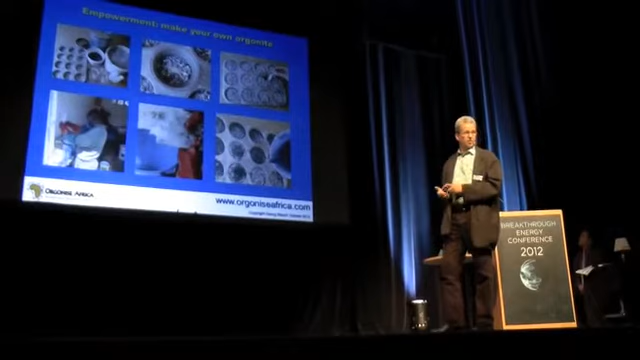 Empowerment: make your own orgonite
ORGONISE AFRICA
www.orgoniseafrica.com
BREAKTHROUGH
ENERGY
CONFERENCE
2012